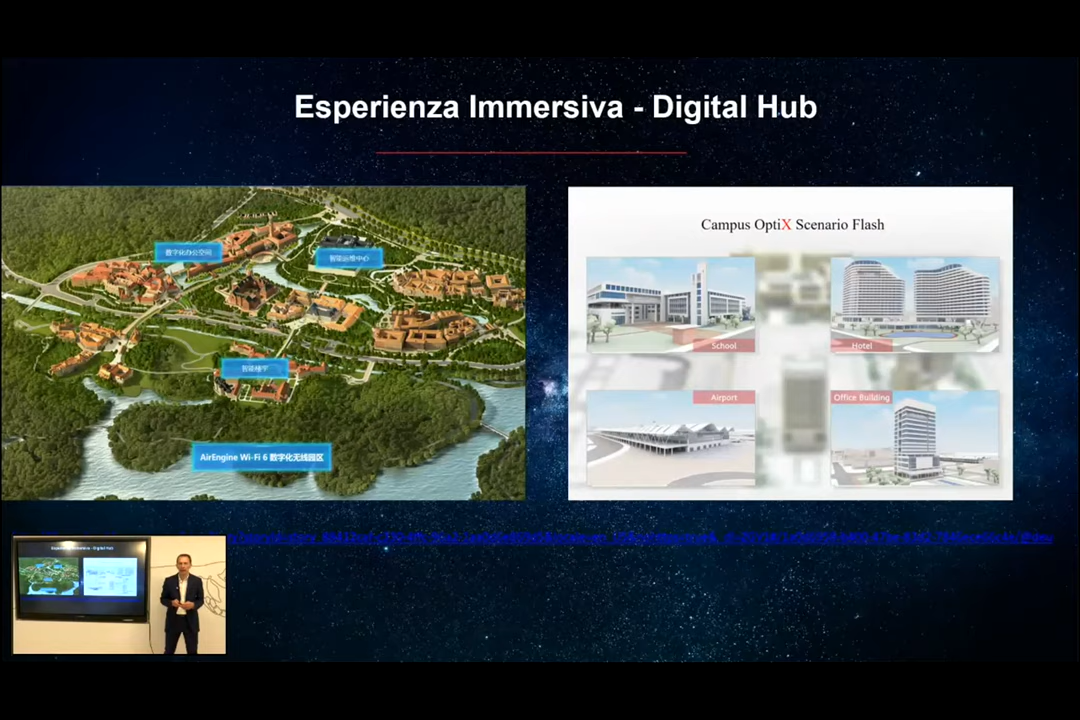 Esperienza Immersiva - Digital Hub
数字化办公空间
智能运维中心
智能楼宇
AirEngine Wi-Fi 6 数字化无线园区
Campus OptiX Scenario Flash
School
Hotel
Airport
Office Building